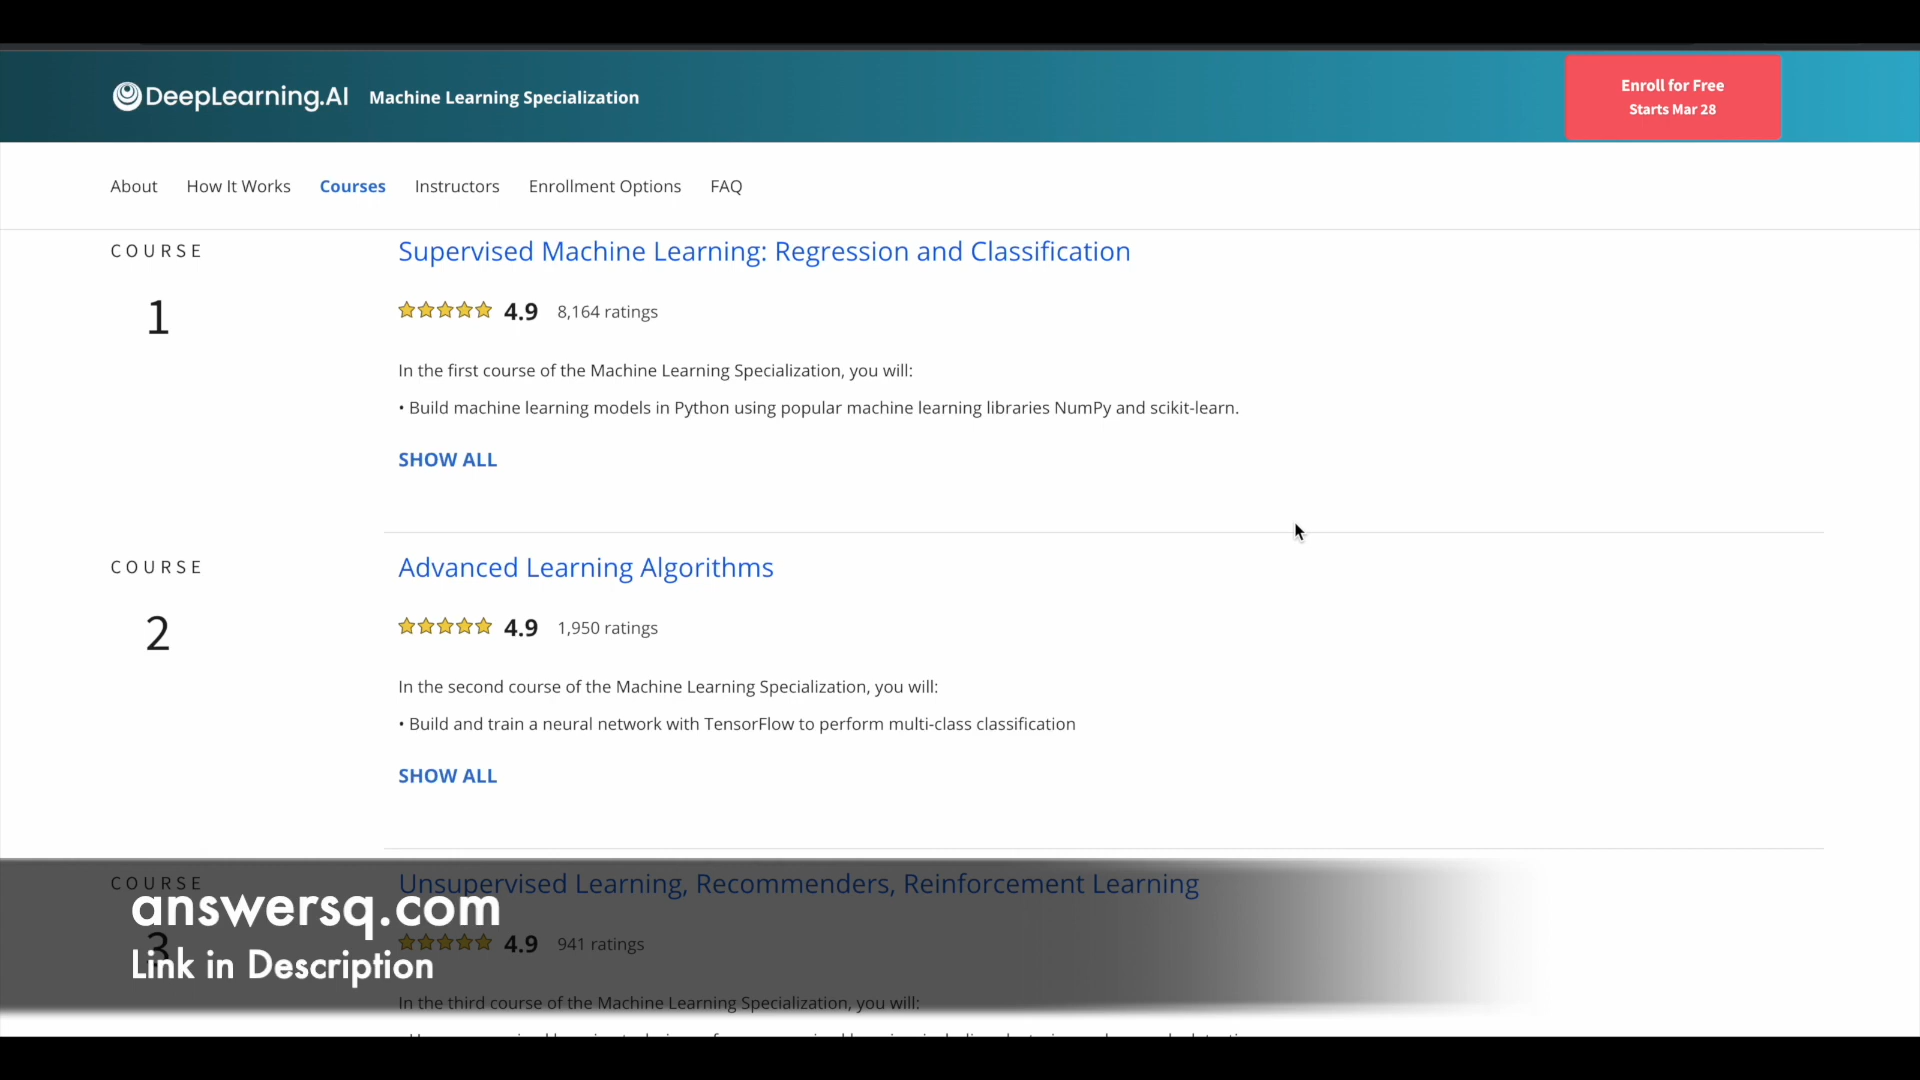 DeepLearning.AI Machine Learning Specialization
Enroll for Free
Starts Mar 28
About How It Works Courses Instructors Enrollment Options FAQ
COURSE
1
Supervised Machine Learning: Regression and Classification
4.9 8,164 ratings
In the first course of the Machine Learning Specialization, you will:
• Build machine learning models in Python using popular machine learning libraries NumPy and scikit-learn.
SHOW ALL
COURSE
2
Advanced Learning Algorithms
4.9 1,950 ratings
In the second course of the Machine Learning Specialization, you will:
• Build and train a neural network with TensorFlow to perform multi-class classification
SHOW ALL
COURSE
3
Unsupervised Learning, Recommenders, Reinforcement Learning
4.9 941 ratings
In the third course of the Machine Learning Specialization, you will:
answersq.com
Link in Description